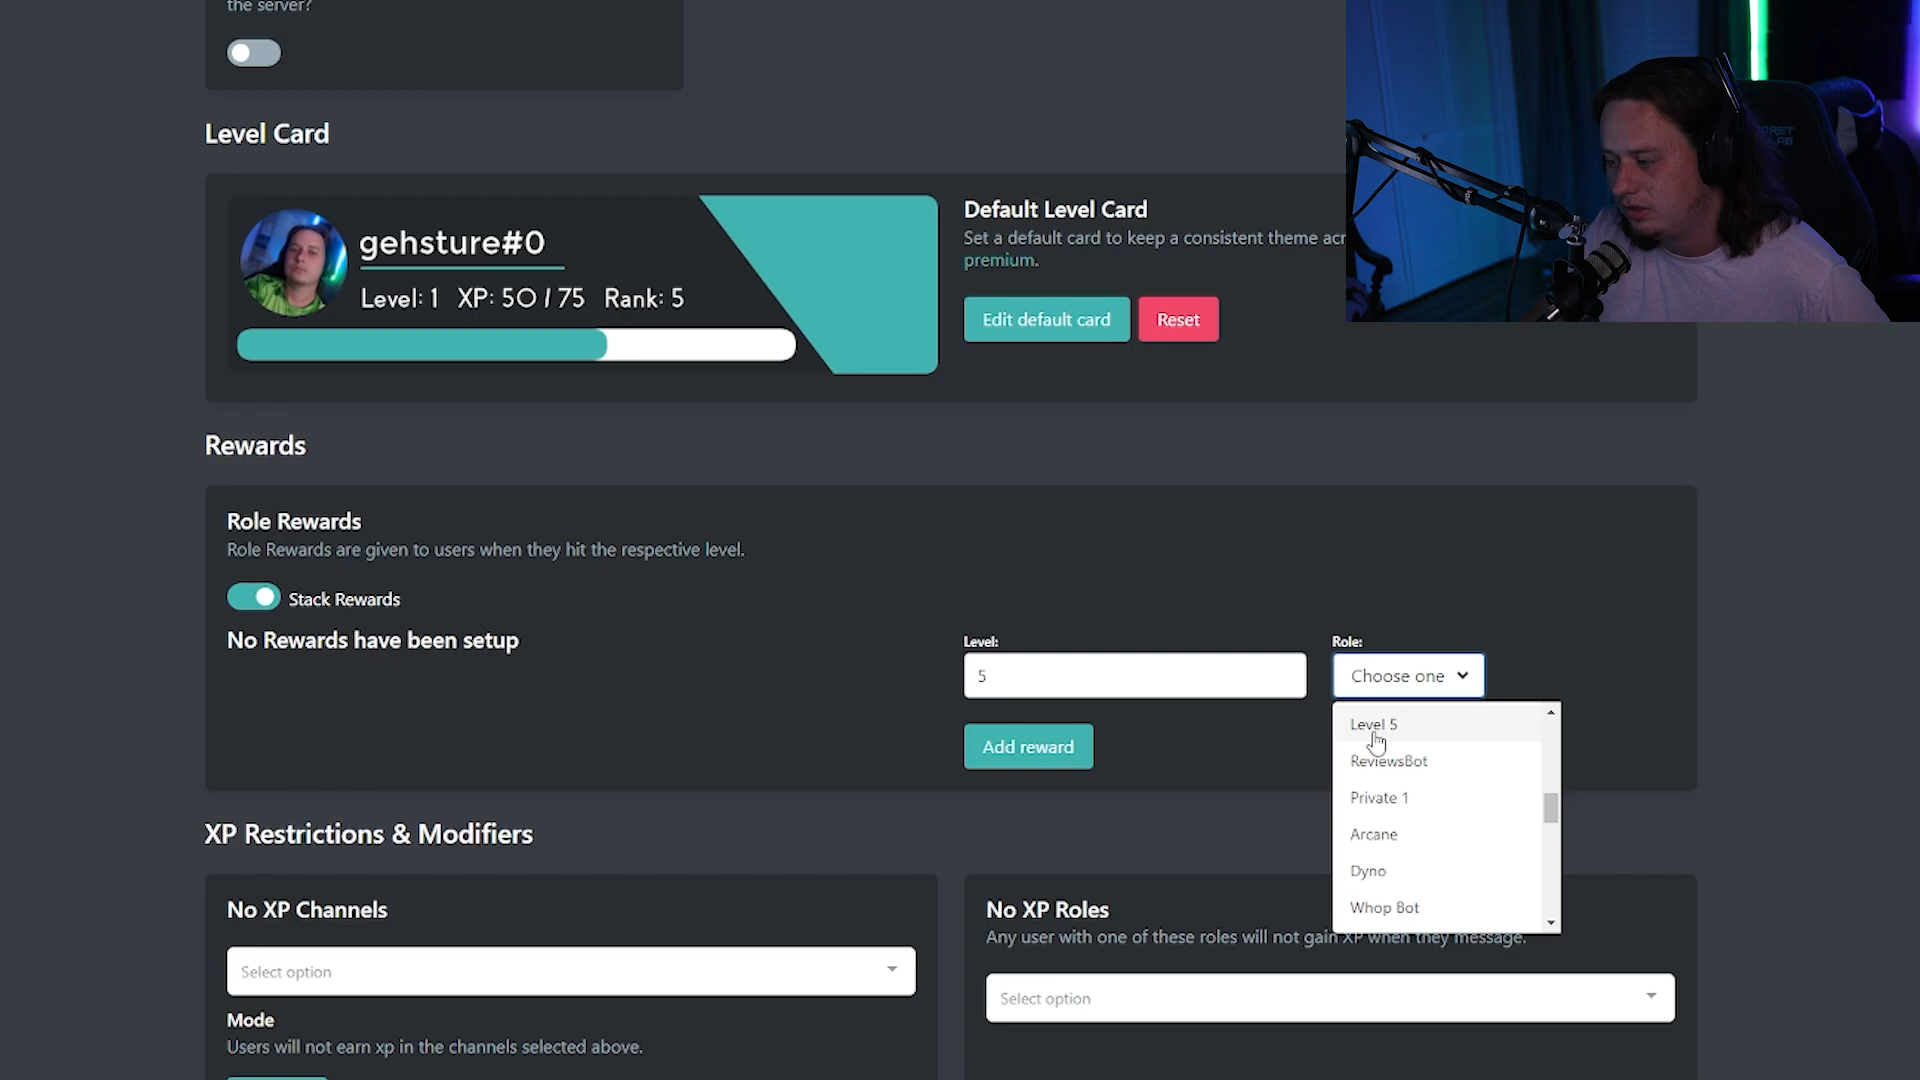 the server?
Level Card
gehsture#0
Level: 1 XP: 50 / 75 Rank: 5
Default Level Card
Set a default card to keep a consistent theme acr
premium.
Edit default card
Reset
Rewards
Role Rewards
Role Rewards are given to users when they hit the respective level.
Stack Rewards
No Rewards have been setup
Level:
5
Role:
Choose one
Add reward
Level 5
ReviewsBot
Private 1
Arcane
Dyno
Whop Bot
XP Restrictions & Modifiers
No XP Channels
Select option
Mode
Users will not earn xp in the channels selected above.
No XP Roles
Any user with one of these roles will not gain XP when they message.
Select option